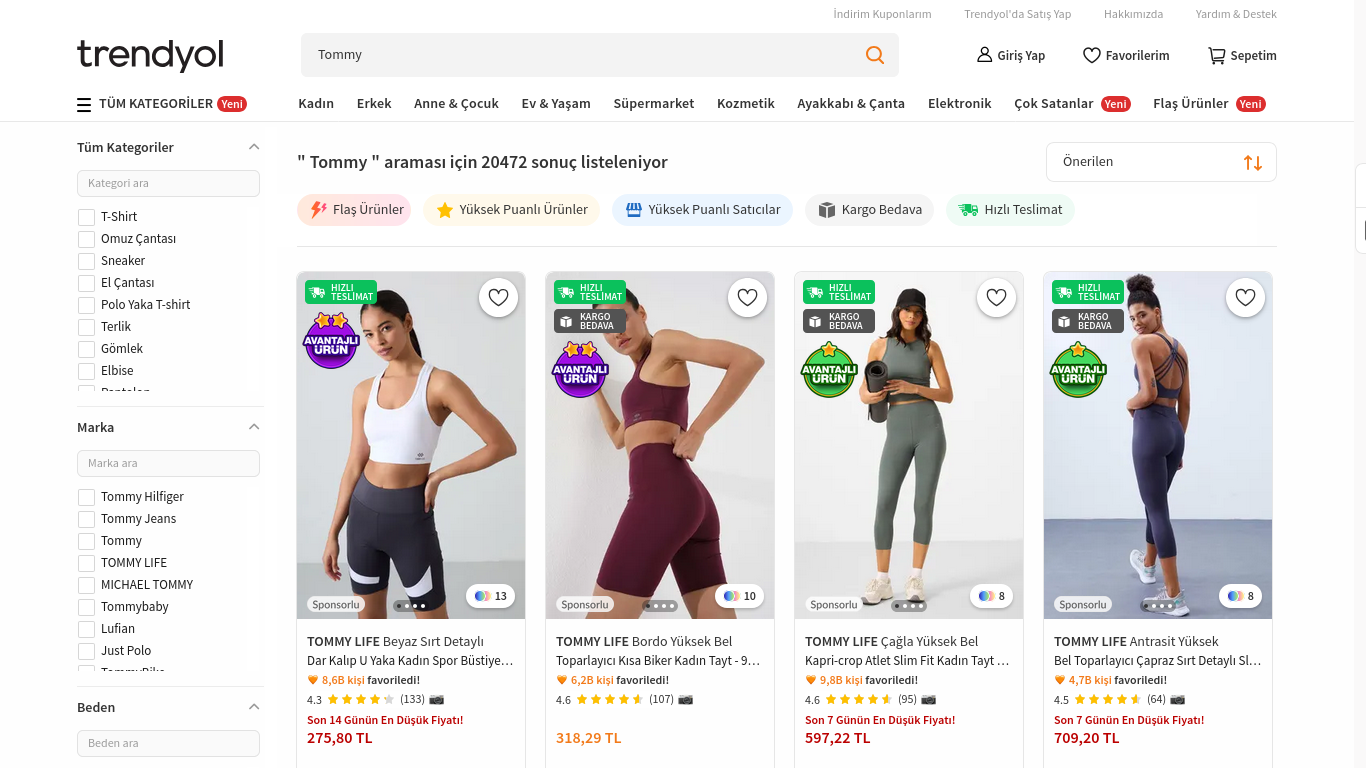 İndirim Kuponlarım
Trendyol'da Satış Yap
Hakkımızda
Yardım & Destek
trendyol
Tommy
Giriş Yap
Favorilerim
Sepetim
TÜM KATEGORİLER Yeni
Kadın
Erkek
Anne & Çocuk
Ev & Yaşam
Süpermarket
Kozmetik
Ayakkabı & Çanta
Elektronik
Çok Satanlar Yeni
Flaş Ürünler Yeni
Tüm Kategoriler
Kategori ara
T-Shirt
Omuz Çantası
Sneaker
El Çantası
Polo Yaka T-shirt
Terlik
Gömlek
Elbise
Marka
Marka ara
Tommy Hilfiger
Tommy Jeans
Tommy
TOMMY LIFE
MICHAEL TOMMY
Tommybaby
Lufian
Just Polo
Beden
Beden ara
" Tommy " araması için 20472 sonuç listeleniyor
Önerilen
Flaş Ürünler
Yüksek Puanlı Ürünler
Yüksek Puanlı Satıcılar
Kargo Bedava
Hızlı Teslimat
HIZLI
TESLİMAT
AVANTAJLI
ÜRÜN
Sponsorlu
13
TOMMY LIFE Beyaz Sırt Detaylı
Dar Kalıp U Yaka Kadın Spor Büstiye…
8,6B kişi favoriledi!
4.3 (133)
Son 14 Günün En Düşük Fiyatı!
275,80 TL
HIZLI
TESLİMAT
KARGO
BEDAVA
AVANTAJLI
ÜRÜN
Sponsorlu
10
TOMMY LIFE Bordo Yüksek Bel
Toparlayıcı Kısa Biker Kadın Tayt - 9…
6,2B kişi favoriledi!
4.6 (107)
318,29 TL
HIZLI
TESLİMAT
KARGO
BEDAVA
AVANTAJLI
ÜRÜN
Sponsorlu
8
TOMMY LIFE Çağla Yüksek Bel
Kapri-crop Atlet Slim Fit Kadın Tayt …
9,8B kişi favoriledi!
4.6 (95)
Son 7 Günün En Düşük Fiyatı!
597,22 TL
HIZLI
TESLİMAT
KARGO
BEDAVA
AVANTAJLI
ÜRÜN
Sponsorlu
8
TOMMY LIFE Antrasit Yüksek
Bel Toparlayıcı Çapraz Sırt Detaylı Sl…
4,7B kişi favoriledi!
4.5 (64)
Son 7 Günün En Düşük Fiyatı!
709,20 TL